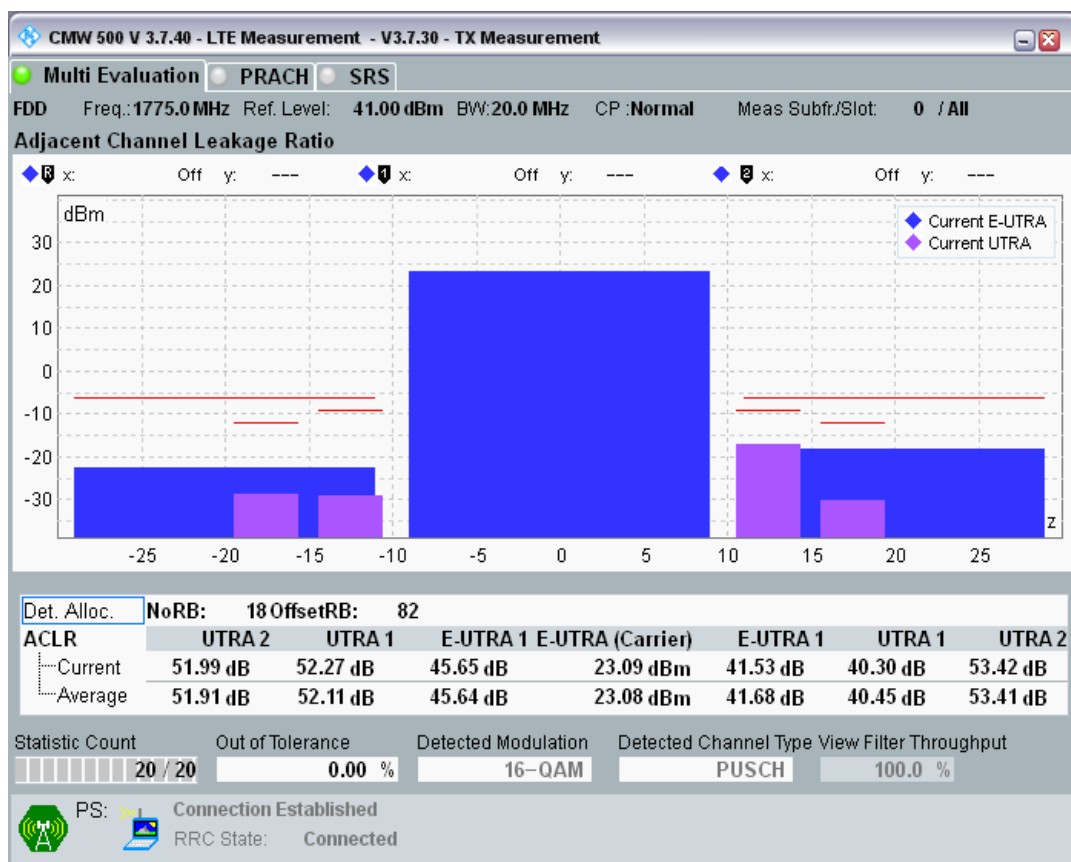 CMW 500 V 3.7.40 - LTE Measurement - V3.7.30 - TX Measurement
Multi Evaluation PRACH SRS
FDD Freq.:1775.0 MHz Ref. Level: 41.00 dBm BW:20.0 MHz CP :Normal Meas Subfr./Slot: 0 / All
Adjacent Channel Leakage Ratio
R x: Off y: --- 1 x: Off y: --- 2 x: Off y: ---
dBm
Current E-UTRA
Current UTRA
30
20
10
0
-10
-20
-30
z
-25 -20 -15 -10 -5 0 5 10 15 20 25
Det. Alloc. NoRB: 18 OffsetRB: 82
ACLR UTRA 2 UTRA 1 E-UTRA 1 E-UTRA (Carrier) E-UTRA 1 UTRA 1 UTRA 2
Current 51.99 dB 52.27 dB 45.65 dB 23.09 dBm 41.53 dB 40.30 dB 53.42 dB
Average 51.91 dB 52.11 dB 45.64 dB 23.08 dBm 41.68 dB 40.45 dB 53.41 dB
Statistic Count Out of Tolerance Detected Modulation Detected Channel Type View Filter Throughput
20 / 20 0.00 % 16-QAM PUSCH 100.0 %
PS: Connection Established
RRC State: Connected